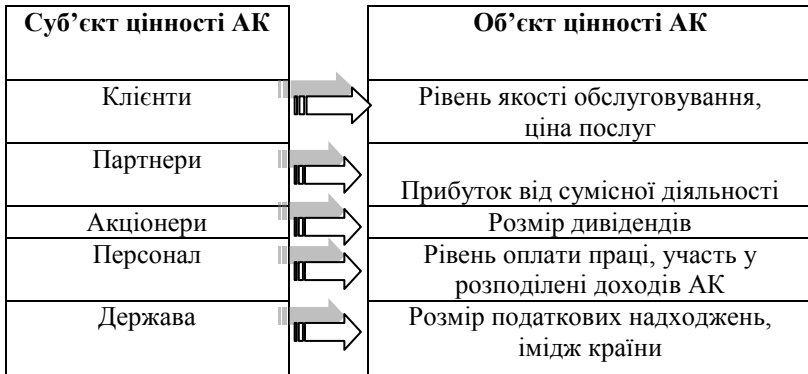 Суб’єкт цінності АК
Об’єкт цінності АК
Клієнти
Рівень якості обслуговування,
ціна послуг
Партнери
Прибуток від сумісної діяльності
Акціонери
Розмір дивідендів
Персонал
Рівень оплати праці, участь у
розподілені доходів АК
Держава
Розмір податкових надходжень,
імідж країни